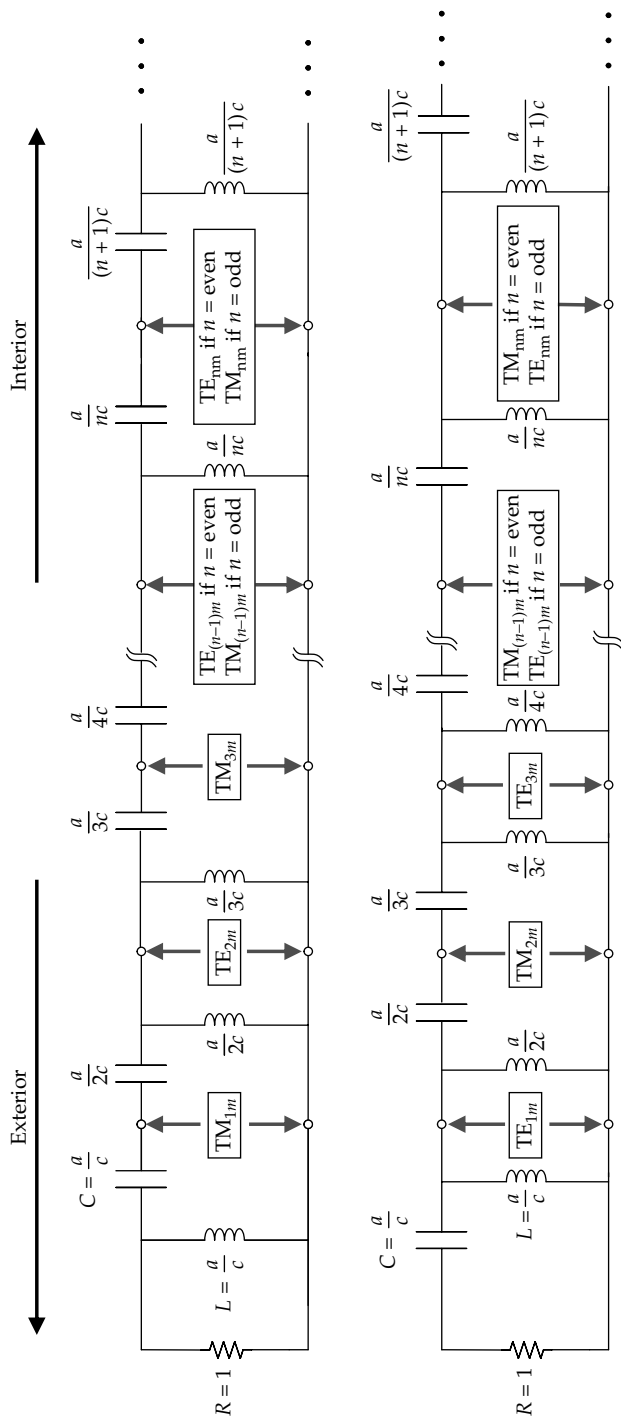 Exterior
Interior
C = a/c
a/2c
a/3c
a/4c
a/nc
a/(n + 1)c
R = 1
L = a/c
TM1m
a/2c
TE2m
a/3c
TM3m
TE(n–1)m if n = even
TM(n–1)m if n = odd
a/nc
TEnm if n = even
TMnm if n = odd
a/(n + 1)c
C = a/c
a/2c
a/3c
a/4c
a/nc
a/(n + 1)c
R = 1
L = a/c
TE1m
a/2c
TM2m
a/3c
TE3m
a/4c
TM(n–1)m if n = even
TE(n–1)m if n = odd
a/nc
TMnm if n = even
TEnm if n = odd
a/(n + 1)c